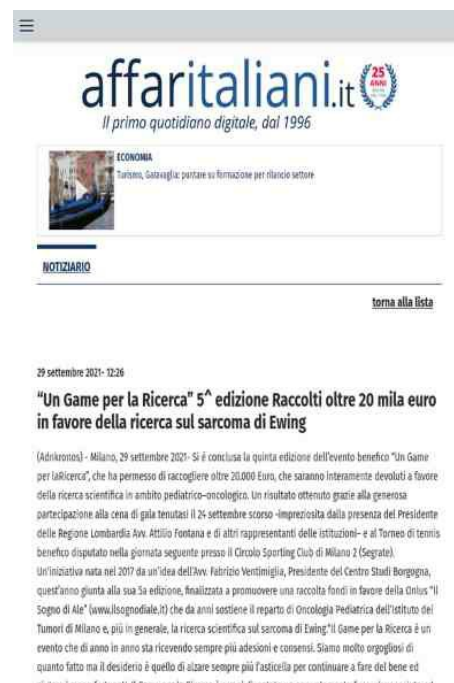 affaritaliani.it
25 ANNI
Il primo quotidiano digitale, dal 1996
ECONOMIA
Turismo, Garavaglia: puntare su formazione per rilancio settore
NOTIZIARIO
torna alla lista
29 settembre 2021- 12:26
“Un Game per la Ricerca” 5^ edizione Raccolti oltre 20 mila euro
in favore della ricerca sul sarcoma di Ewing
(Adnkronos) - Milano, 29 settembre 2021- Si é conclusa la quinta edizione dell'evento benefico "Un Game
per laRicerca", che ha permesso di raccogliere oltre 20.000 Euro, che saranno interamente devoluti a favore
della ricerca scientifica in ambito pediatrico-oncologico. Un risultato ottenuto grazie alla generosa
partecipazione alla cena di gala tenutasi il 24 settembre scorso -impreziosita dalla presenza del Presidente
delle Regione Lombardia Avv. Attilio Fontana e di altri rappresentanti delle istituzioni- e al Torneo di tennis
benefico disputato nella giornata seguente presso il Circolo Sporting Club di Milano 2 (Segrate).
Un'iniziativa nata nel 2017 da un'idea dell'Avv. Fabrizio Ventimiglia, Presidente del Centro Studi Borgogna,
quest'anno giunta alla sua 5a edizione, finalizzata a promuovere una raccolta fondi in favore della Onlus "Il
Sogno di Ale" (www.ilsognodiale.it) che da anni sostiene il reparto di Oncologia Pediatrica dell'Istituto dei
Tumori di Milano e, più in generale, la ricerca scientifica sul sarcoma di Ewing."Il Game per la Ricerca è un
evento che di anno in anno sta ricevendo sempre più adesioni e consensi. Siamo molto orgogliosi di
quanto fatto ma il desiderio è quello di alzare sempre più l'asticella per continuare a fare del bene ed